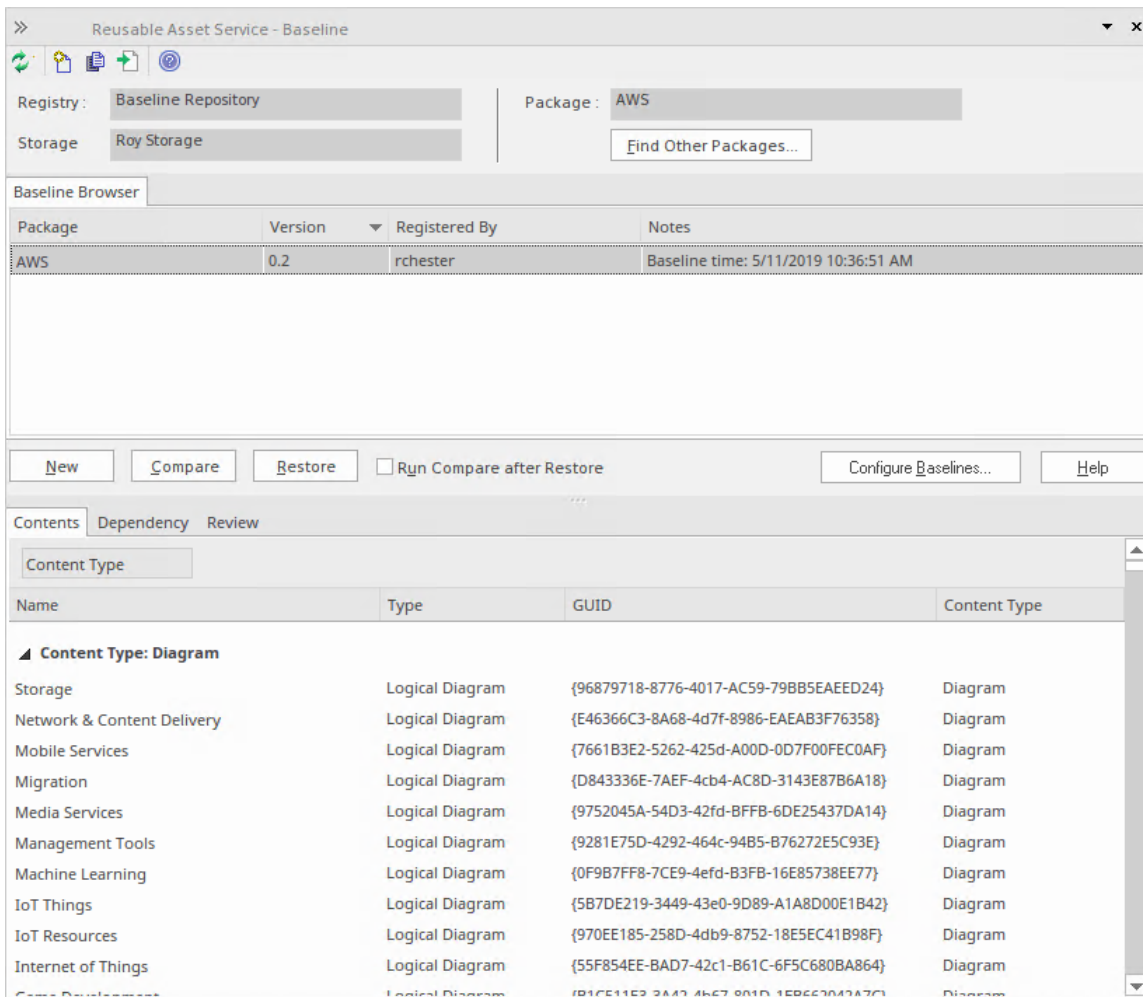 Reusable Asset Service - Baseline
Registry : Baseline Repository Package : AWS
Storage Roy Storage Find Other Packages...
Baseline Browser
Package Version Registered By Notes
AWS 0.2 rchester Baseline time: 5/11/2019 10:36:51 AM
New Compare Restore Run Compare after Restore Configure Baselines... Help
Contents Dependency Review
Content Type
Name Type GUID Content Type
Content Type: Diagram
Storage Logical Diagram {96879718-8776-4017-AC59-79BB5EAEED24} Diagram
Network & Content Delivery Logical Diagram {E46366C3-8A68-4d7f-8986-EAEAB3F76358} Diagram
Mobile Services Logical Diagram {7661B3E2-5262-425d-A00D-0D7F00FEC0AF} Diagram
Migration Logical Diagram {D843336E-7AEF-4cb4-AC8D-3143E87B6A18} Diagram
Media Services Logical Diagram {9752045A-54D3-42fd-BFFB-6DE25437DA14} Diagram
Management Tools Logical Diagram {9281E75D-4292-464c-94B5-B76272E5C93E} Diagram
Machine Learning Logical Diagram {0F9B7FF8-7CE9-4efd-B3FB-16E85738EE77} Diagram
IoT Things Logical Diagram {5B7DE219-3449-43e0-9D89-A1A8D00E1B42} Diagram
IoT Resources Logical Diagram {970EE185-258D-4db9-8752-18E5EC41B98F} Diagram
Internet of Things Logical Diagram {55F854EE-BAD7-42c1-B61C-6F5C680BA864} Diagram
Game Development Logical Diagram Diagram